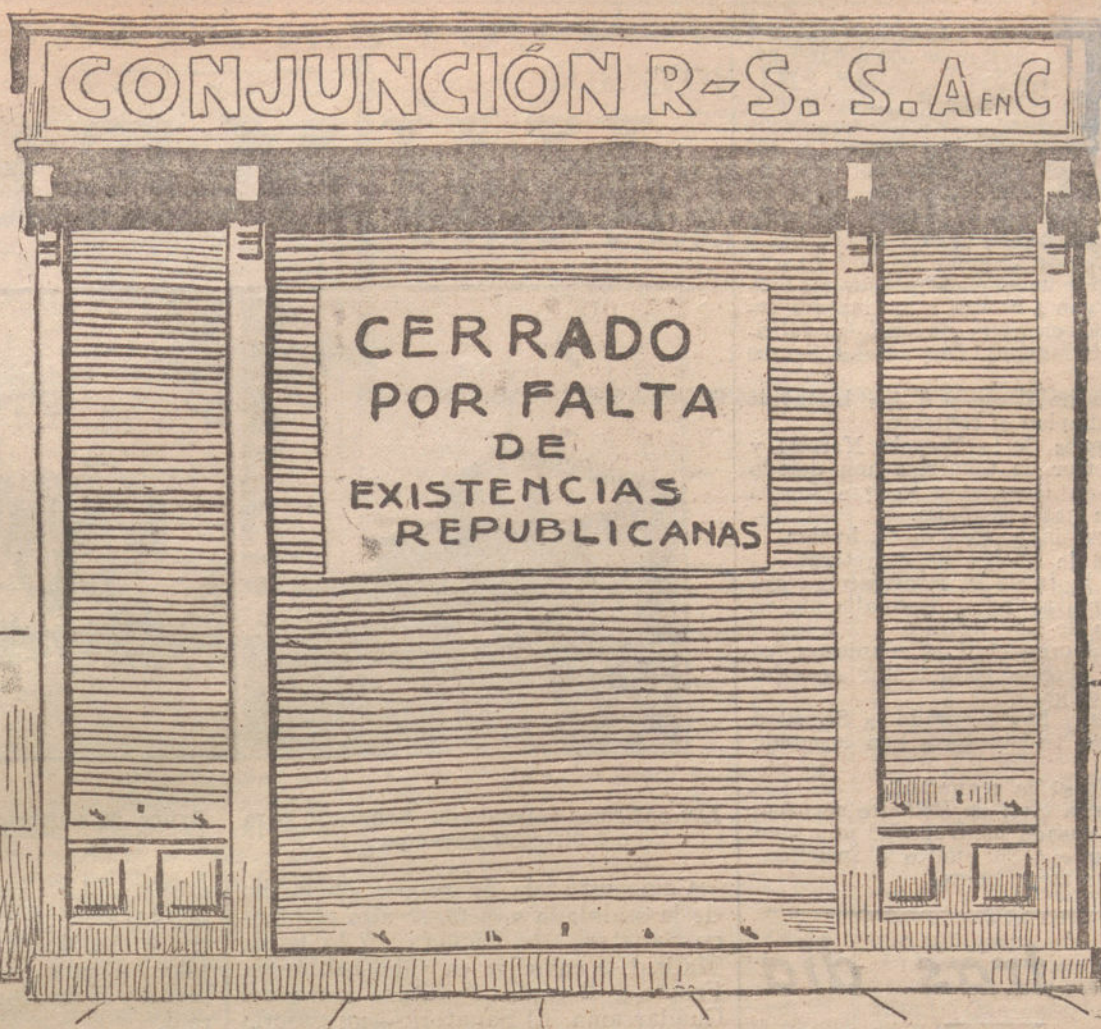 CONJUNCIÓN R-S. S. A EN C
CERRADO
POR FALTA
DE
EXISTENCIAS
REPUBLICANAS